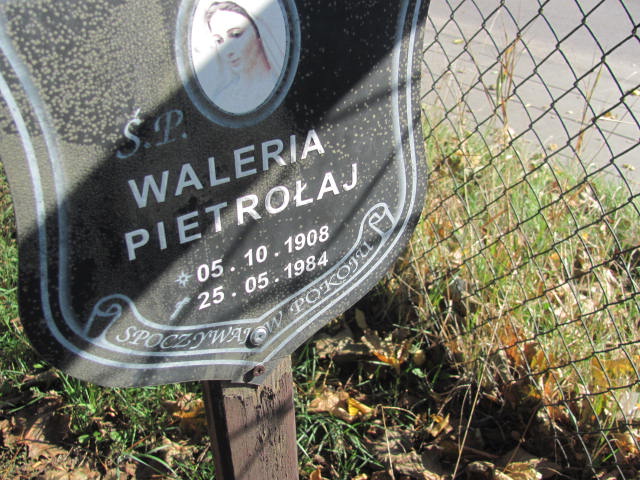 Ś.P.
WALERIA
PIETROŁAJ
05 . 10 . 1908
25 . 05 . 1984
SPOCZYWAJ W POKOJU